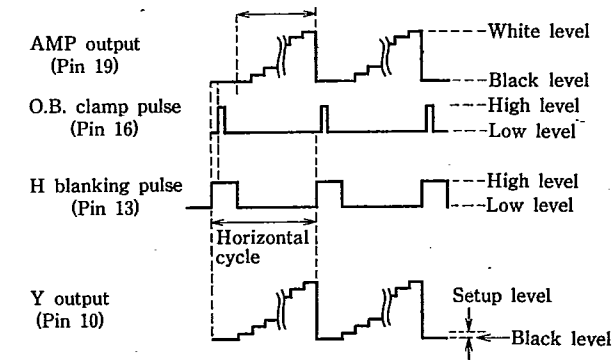 AMP output
(Pin 19)
White level
Black level
O.B. clamp pulse
(Pin 16)
High level
Low level
H blanking pulse
(Pin 13)
High level
Low level
Horizontal
cycle
Y output
(Pin 10)
Setup level
Black level